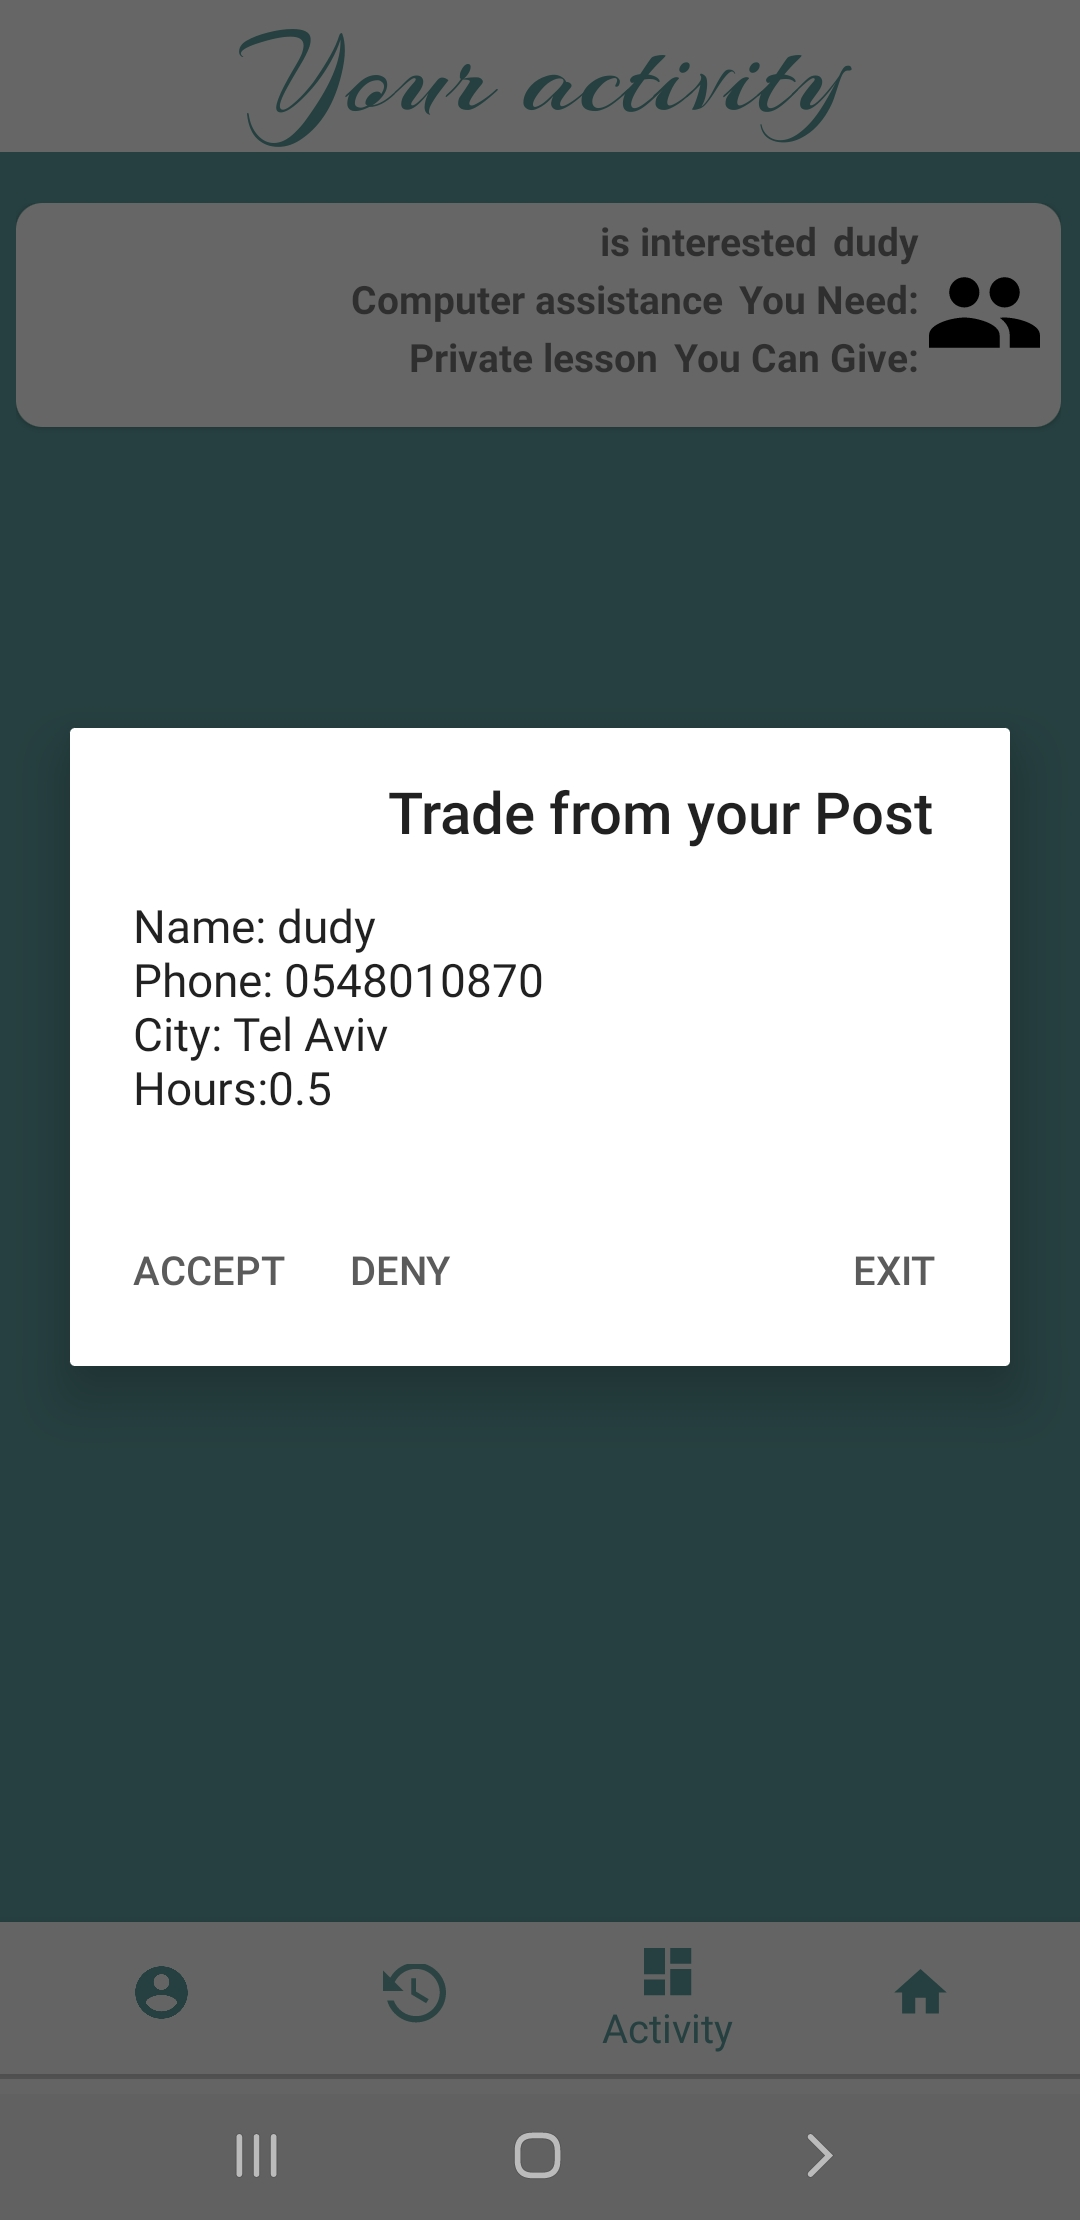 Your activity
is interested dudy
Computer assistance You Need:
Private lesson You Can Give:
Trade from your Post
Name: dudy
Phone: 0548010870
City: Tel Aviv
Hours:0.5
ACCEPT DENY EXIT
Activity